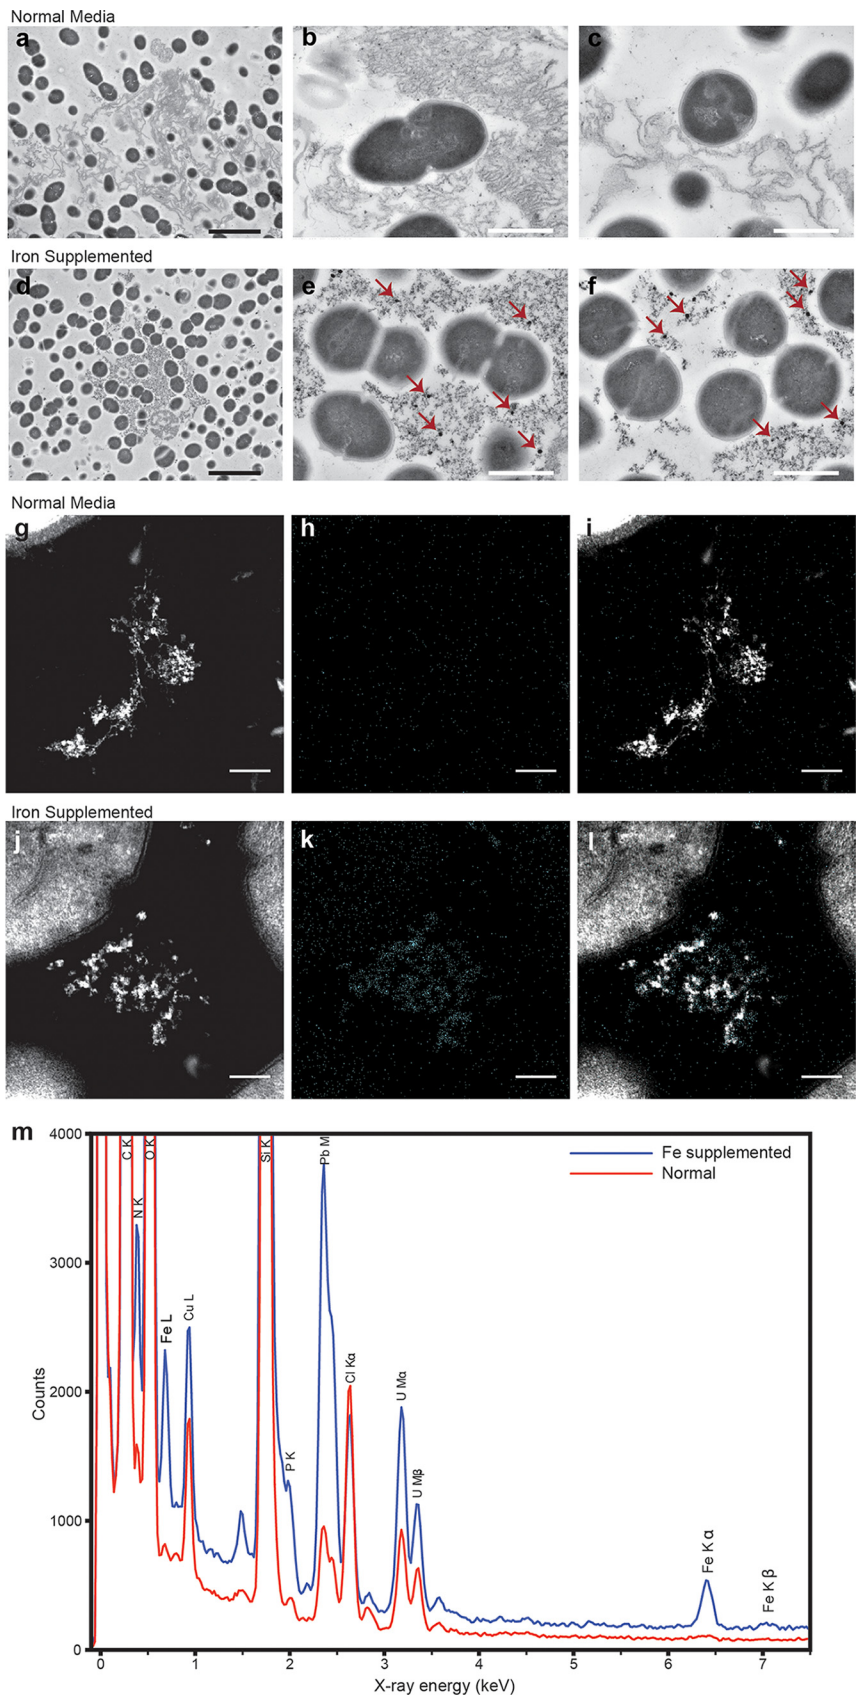 Normal Media
a
b
c
Iron Supplemented
d
e
f
Normal Media
g
h
i
Iron Supplemented
j
k
l
m
4000
3000
2000
1000
0
Counts
C K
N K
O K
Fe L
Cu L
Si K
P K
Pb M
Cl Kα
U Mα
U Mβ
Fe K α
Fe K β
Fe supplemented
Normal
0 1 2 3 4 5 6 7
X-ray energy (keV)